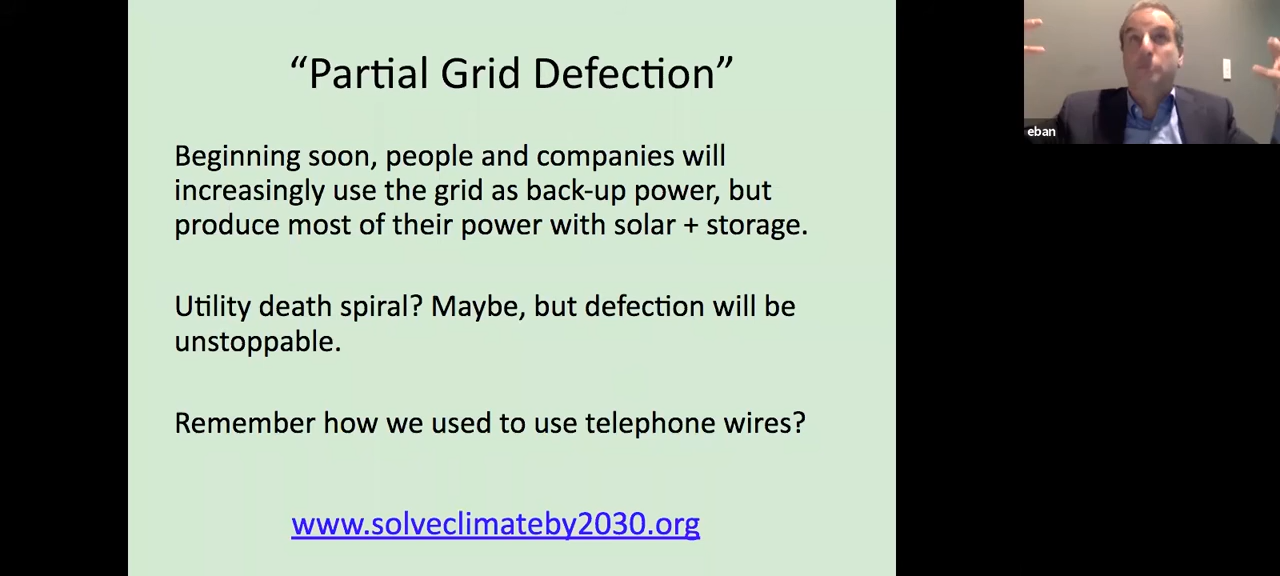 “Partial Grid Defection”
Beginning soon, people and companies will
increasingly use the grid as back-up power, but
produce most of their power with solar + storage.
Utility death spiral? Maybe, but defection will be
unstoppable.
Remember how we used to use telephone wires?
www.solveclimateby2030.org
eban